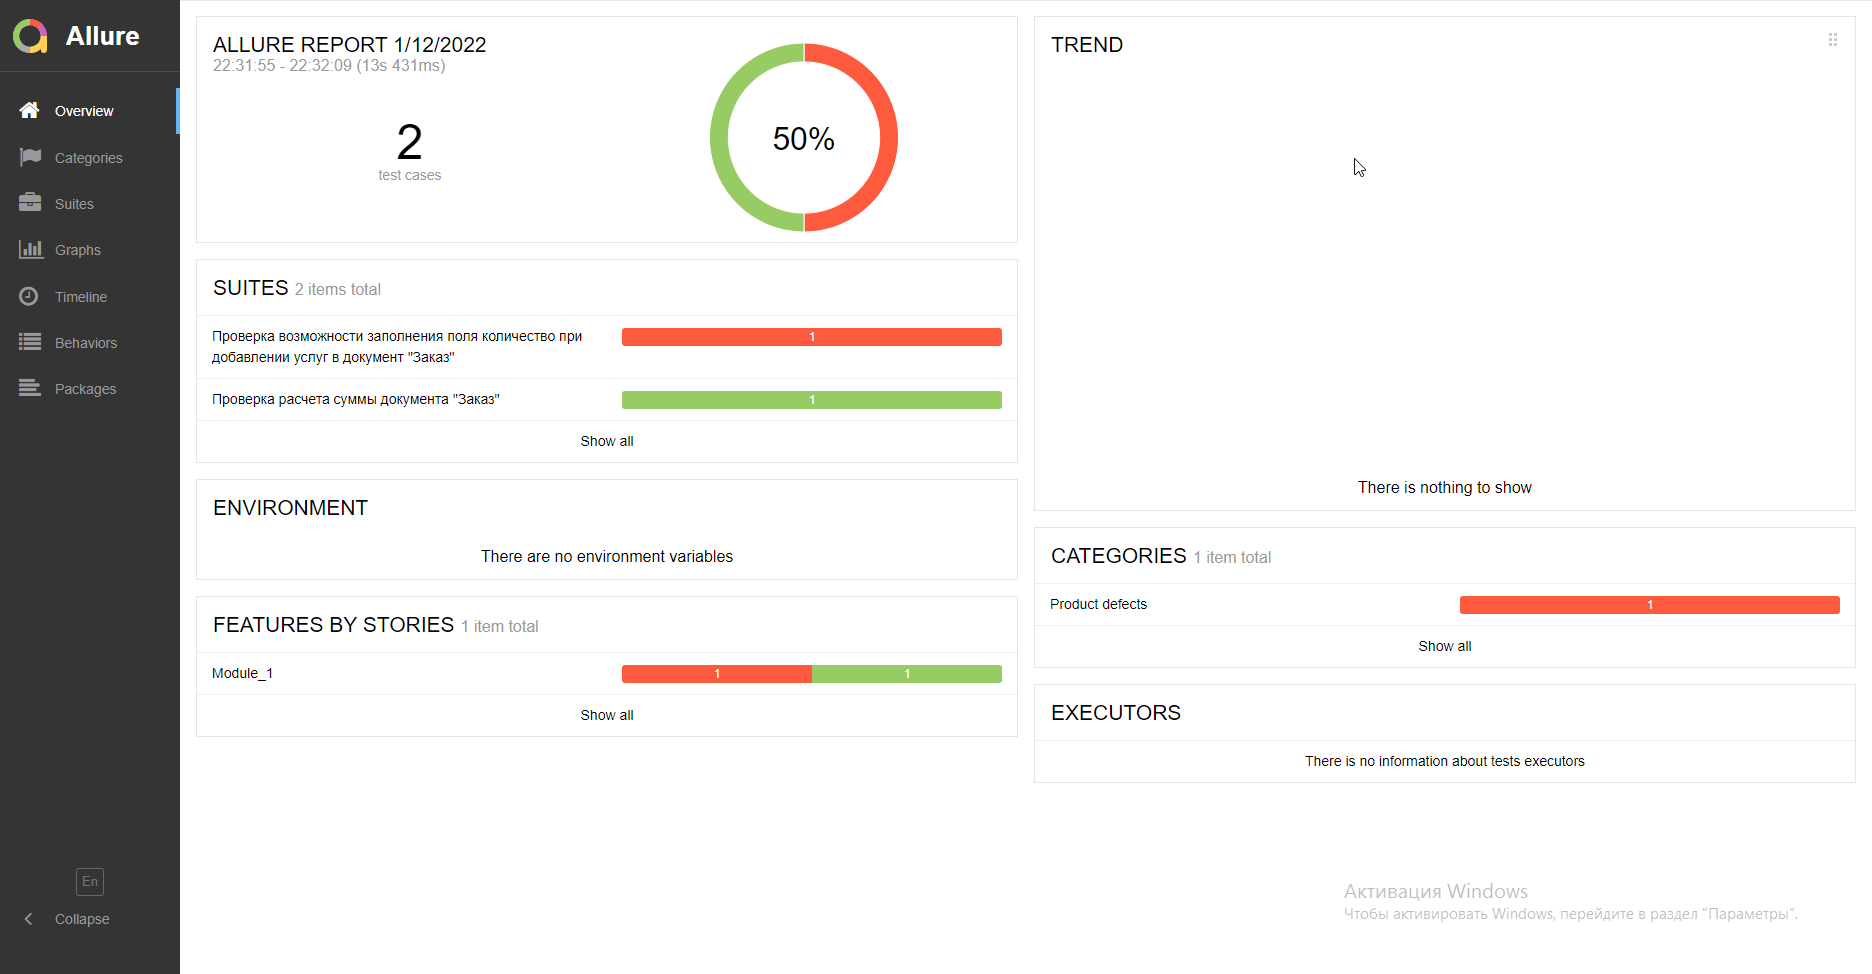 Allure
Overview
Categories
Suites
Graphs
Timeline
Behaviors
Packages
En
Collapse
ALLURE REPORT 1/12/2022
22:31:55 - 22:32:09 (13s 431ms)
2
test cases
50%
SUITES 2 items total
Проверка возможности заполнения поля количество при
добавлении услуг в документ "Заказ"
1
Проверка расчета суммы документа "Заказ"
1
Show all
ENVIRONMENT
There are no environment variables
FEATURES BY STORIES 1 item total
Module_1
1 1
Show all
TREND
There is nothing to show
CATEGORIES 1 item total
Product defects
1
Show all
EXECUTORS
There is no information about tests executors
Активация Windows
Чтобы активировать Windows, перейдите в раздел "Параметры".